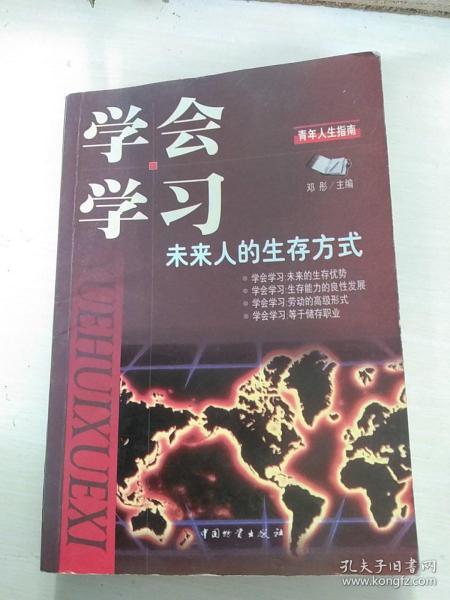 学会
学习
青年人生指南
邓彤/主编
未来人的生存方式
学会学习:未来的生存优势
学会学习:生存能力的良性发展
学会学习:劳动的高级形式
学会学习:等于储存职业
XUEHUIXUEXI
中国物资出版社
孔夫子旧书网
www.kongfz.com